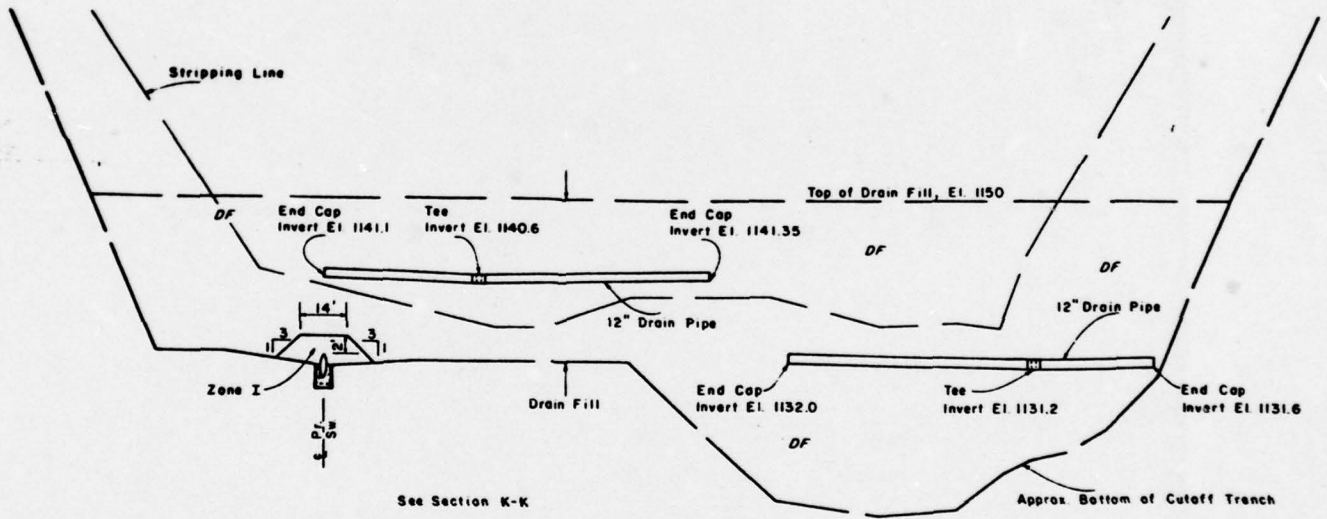 Stripping Line
Top of Drain Fill, El. 1150
DF
End Cap
Invert El. 1141.1
Tee
Invert El. 1140.6
End Cap
Invert El. 1141.35
DF
DF
14'
12" Drain Pipe
12" Drain Pipe
3
1
2'
3
1
Zone I
Drain Fill
End Cap
Invert El. 1132.0
Tee
Invert El. 1131.2
End Cap
Invert El. 1131.6
℄ P.
Sw
DF
See Section K-K
Approx. Bottom of Cutoff Trench